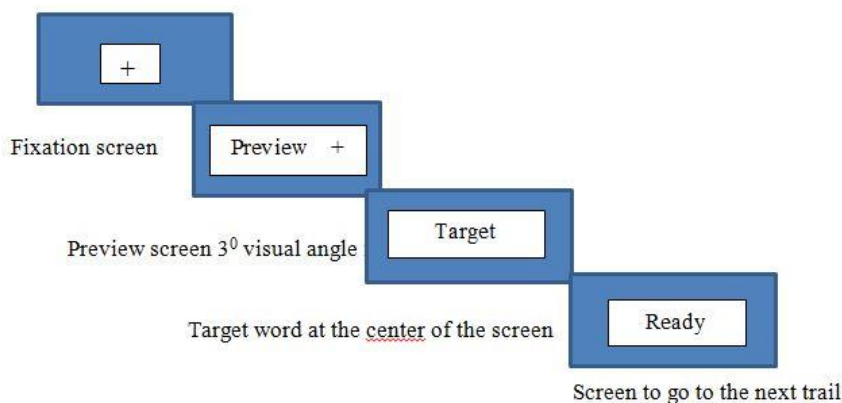 +
Fixation screen
Preview +
Preview screen 3⁰ visual angle
Target
Target word at the center of the screen
Ready
Screen to go to the next trail